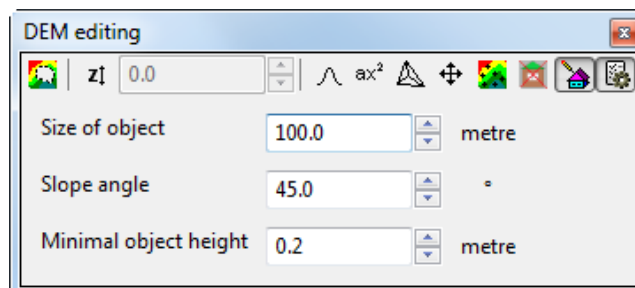 DEM editing
z 0.0 ax²
Size of object 100.0 metre
Slope angle 45.0 °
Minimal object height 0.2 metre